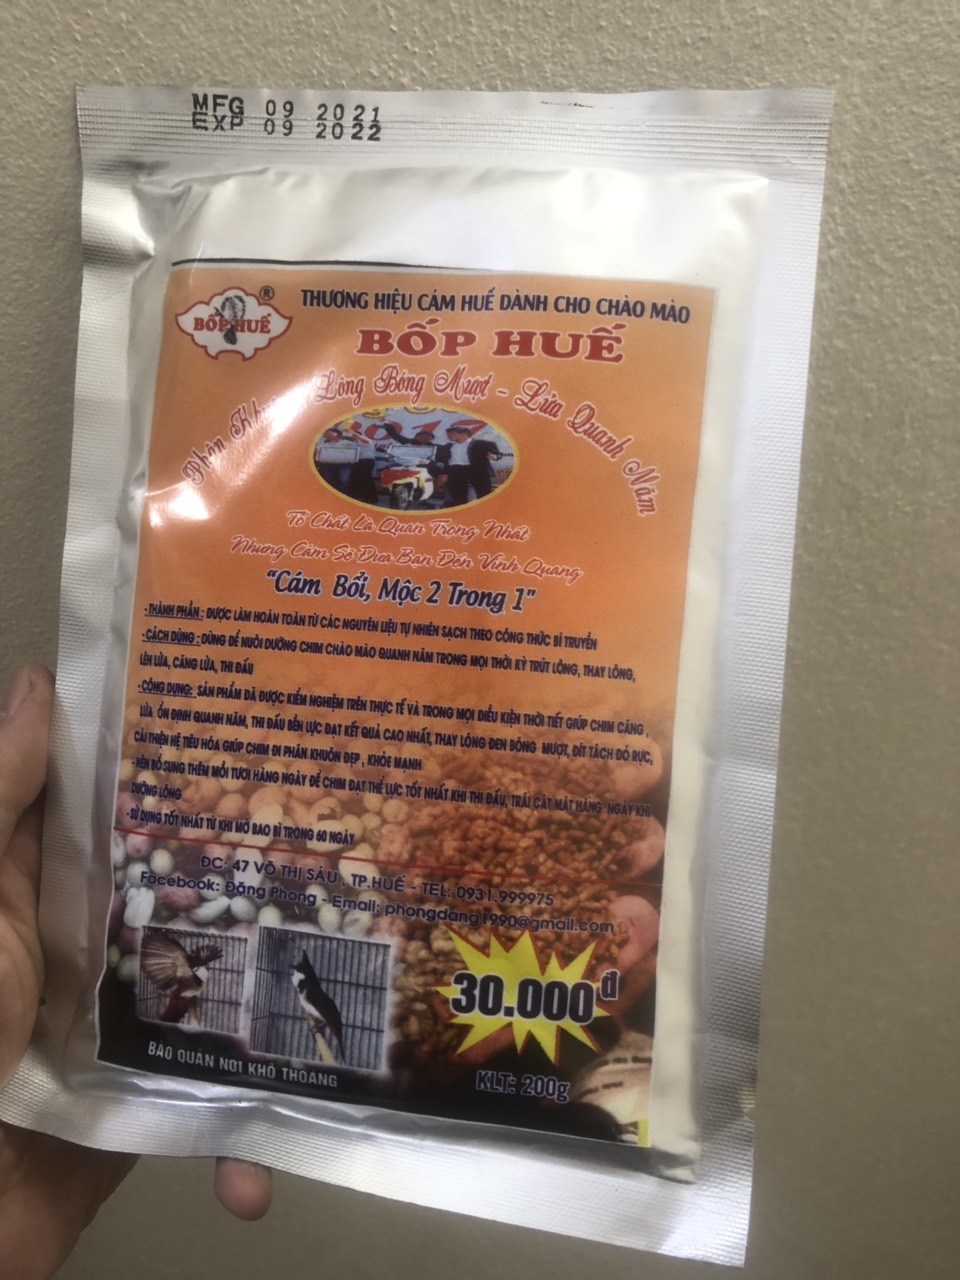 MFG 09 2021
EXP 09 2022
BỐP HUẾ ®
THƯƠNG HIỆU CÁM HUẾ DÀNH CHO CHÀO MÀO
BỐP HUẾ
Phân Lông Bóng Mượt - Lửa Quanh Năm
2017
Tố Chất Là Quan Trọng Nhất
Nhưng Cám Sẽ Đưa Bạn Đến Vinh Quang
"Cám Bổi, Mộc 2 Trong 1"
- THÀNH PHẦN : ĐƯỢC LÀM HOÀN TOÀN TỪ CÁC NGUYÊN LIỆU TỰ NHIÊN SẠCH THEO CÔNG THỨC BÍ TRUYỀN
- CÁCH DÙNG : DÙNG ĐỂ NUÔI DƯỠNG CHIM CHÀO MÀO QUANH NĂM TRONG MỌI THỜI KỲ TRÚT LÔNG, THAY LÔNG,
LÊN LỬA, CĂNG LỬA, THI ĐẤU
- CÔNG DỤNG: SẢN PHẨM ĐÃ ĐƯỢC KIỂM NGHIỆM TRÊN THỰC TẾ VÀ TRONG MỌI ĐIỀU KIỆN THỜI TIẾT GIÚP CHIM CĂNG ,
LỬA ỔN ĐỊNH QUANH NĂM, THI ĐẤU BỀN LỰC ĐẠT KẾT QUẢ CAO NHẤT, THAY LÔNG ĐEN BÓNG MƯỢT, ĐÍT TÁCH ĐỎ RỰC,
CẢI THIỆN HỆ TIÊU HÓA GIÚP CHIM ĐI PHÂN KHUÔN ĐẸP , KHỎE MẠNH
- NÊN BỔ SUNG THÊM MỒI TƯƠI HÀNG NGÀY ĐỂ CHIM ĐẠT THỂ LỰC TỐT NHẤT KHI THI ĐẤU, TRÁI CÂY MÁT HÀNG NGÀY KHI
DƯỠNG LÔNG
- SỬ DỤNG TỐT NHẤT TỪ KHI MỞ BAO BÌ TRONG 60 NGÀY
ĐC: 47 VÕ THỊ SÁU , TP.HUẾ - TEL: 0931.999975
Facebook: Đặng Phong - Email: phongdang1990@gmail.com
30.000đ
BẢO QUẢN NƠI KHÔ THOÁNG
KLT: 200g